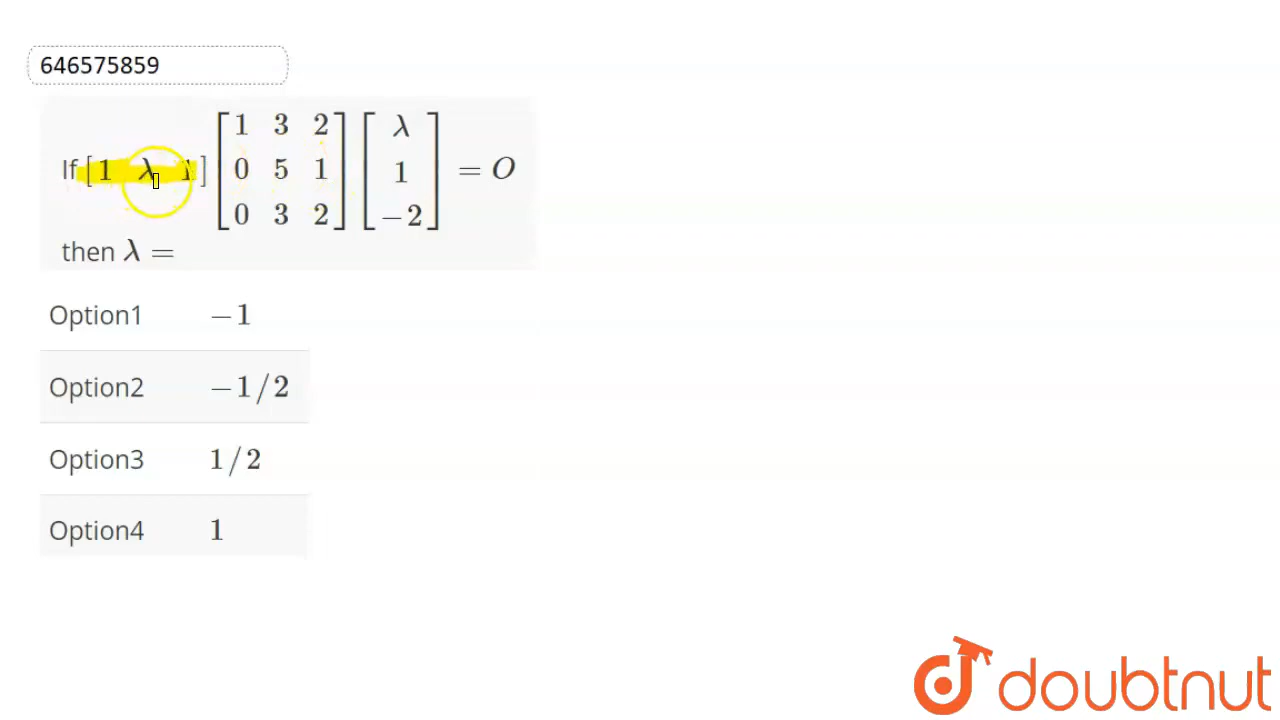 646575859
If [1 λ 1] [1 3 2
0 5 1
0 3 2] [λ
1
−2] = O
then λ =
Option1 −1
Option2 −1/2
Option3 1/2
Option4 1
doubtnut